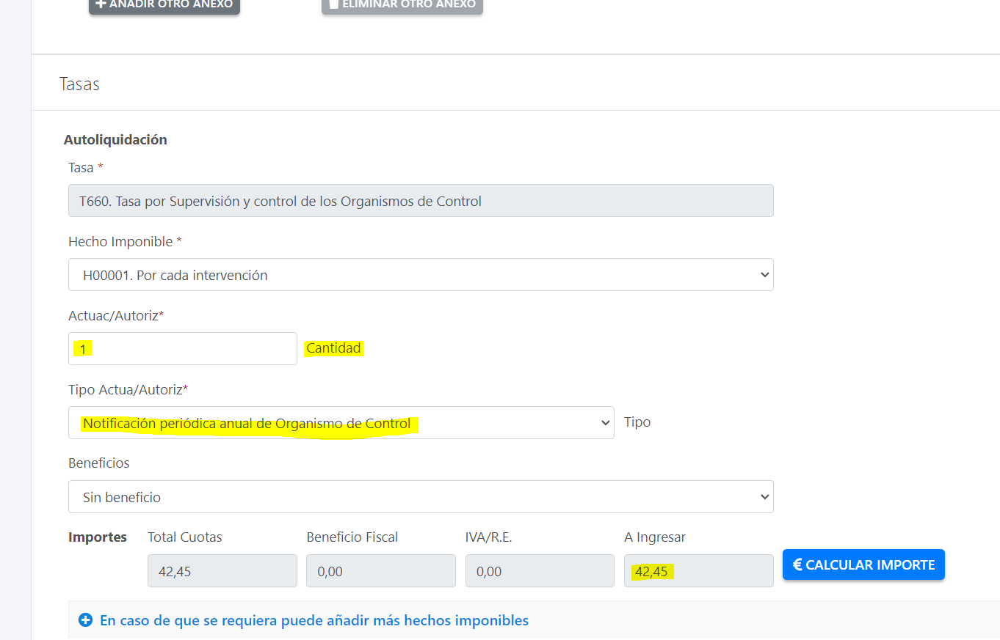 AÑADIR OTRO ANEXO ELIMINAR OTRO ANEXO
Tasas
Autoliquidación
Tasa *
T660. Tasa por Supervisión y control de los Organismos de Control
Hecho Imponible *
H00001. Por cada intervención
Actuac/Autoriz*
1 Cantidad
Tipo Actua/Autoriz*
Notificación periódica anual de Organismo de Control Tipo
Beneficios
Sin beneficio
Importes Total Cuotas Beneficio Fiscal IVA/R.E. A Ingresar
42,45 0,00 0,00 42,45 € CALCULAR IMPORTE
En caso de que se requiera puede añadir más hechos imponibles